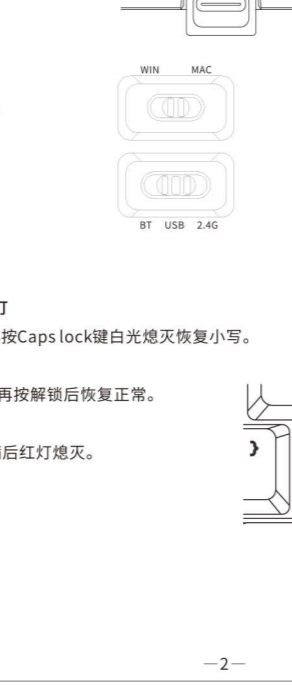 WIN MAC
BT USB 2.4G
灯
按Caps lock键白光熄灭恢复小写。
再按解锁后恢复正常。
后红灯熄灭。
}
—2—